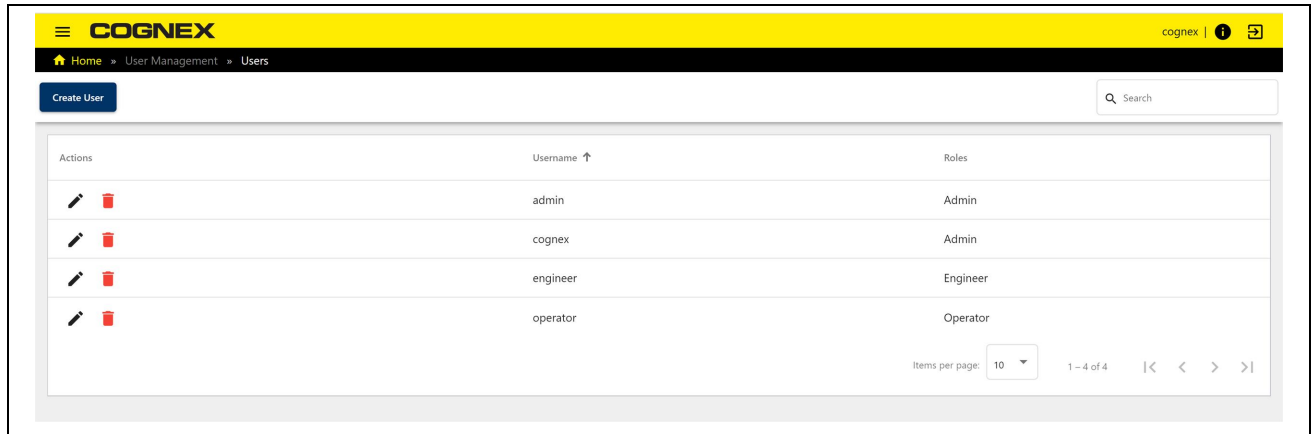 COGNEX cognex |
Home » User Management » Users
Create User Search
Actions Username Roles
admin Admin
cognex Admin
engineer Engineer
operator Operator
Items per page: 10 1 – 4 of 4